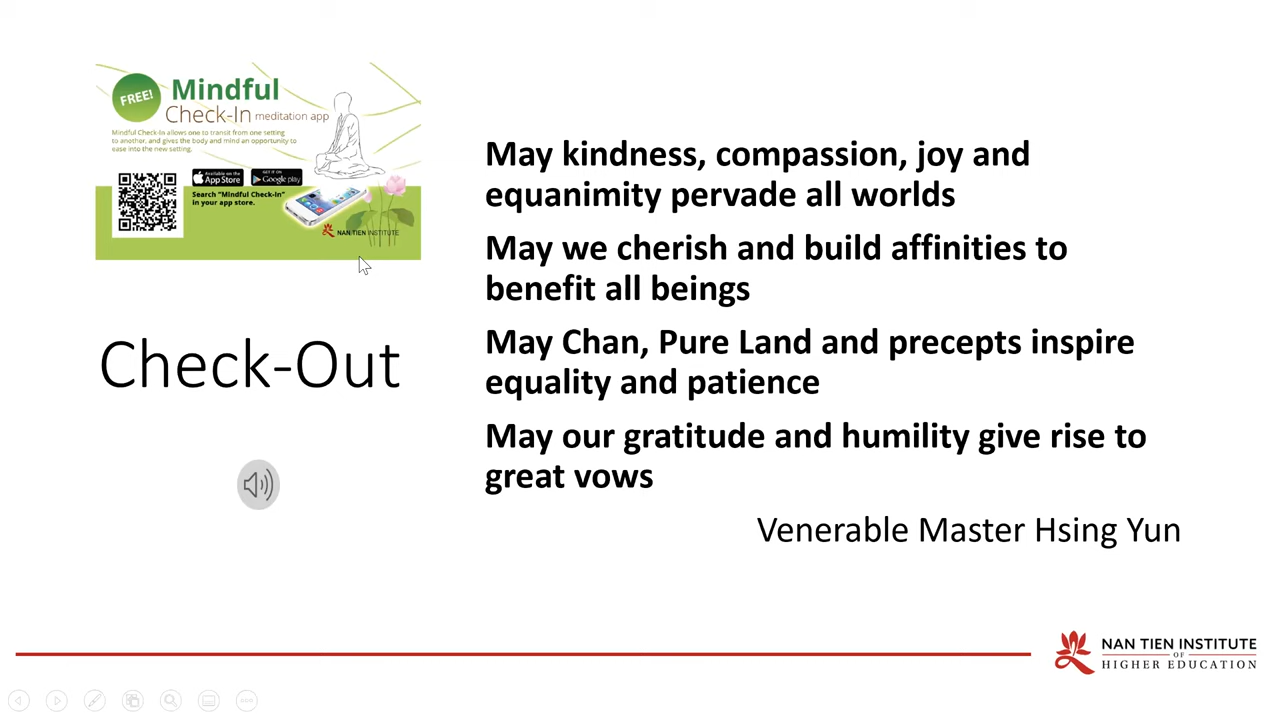 FREE!
Mindful
Check-In meditation app
Mindful Check-In allows one to transit from one setting
to another, and gives the body and mind an opportunity to
ease into the new setting.
Available on the
App Store
GET IT ON
Google play
Search "Mindful Check-In"
in your app store.
NAN TIEN INSTITUTE
Check-Out
May kindness, compassion, joy and
equanimity pervade all worlds
May we cherish and build affinities to
benefit all beings
May Chan, Pure Land and precepts inspire
equality and patience
May our gratitude and humility give rise to
great vows
Venerable Master Hsing Yun
NAN TIEN INSTITUTE
OF
HIGHER EDUCATION